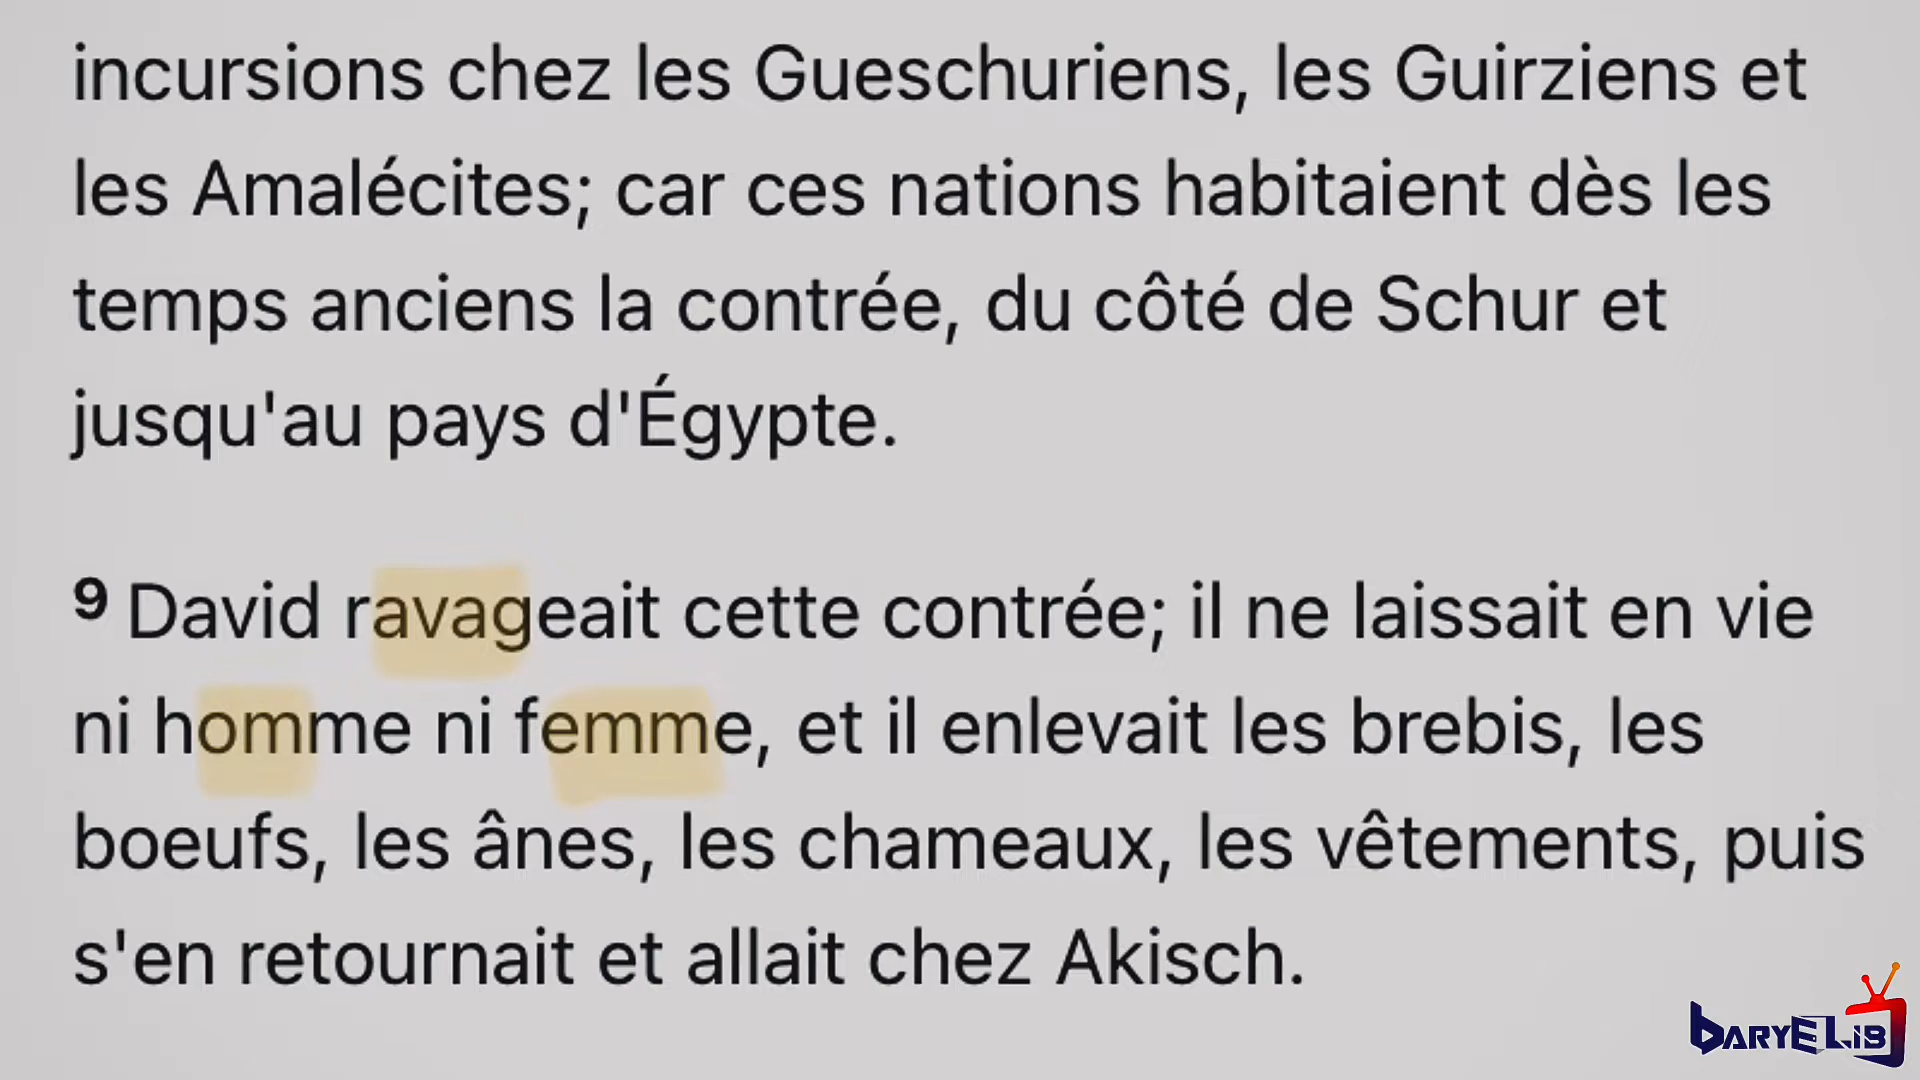 incursions chez les Gueschuriens, les Guirziens et
les Amalécites; car ces nations habitaient dès les
temps anciens la contrée, du côté de Schur et
jusqu'au pays d'Égypte.
9 David ravageait cette contrée; il ne laissait en vie
ni homme ni femme, et il enlevait les brebis, les
boeufs, les ânes, les chameaux, les vêtements, puis
s'en retournait et allait chez Akisch.
BARYELIB